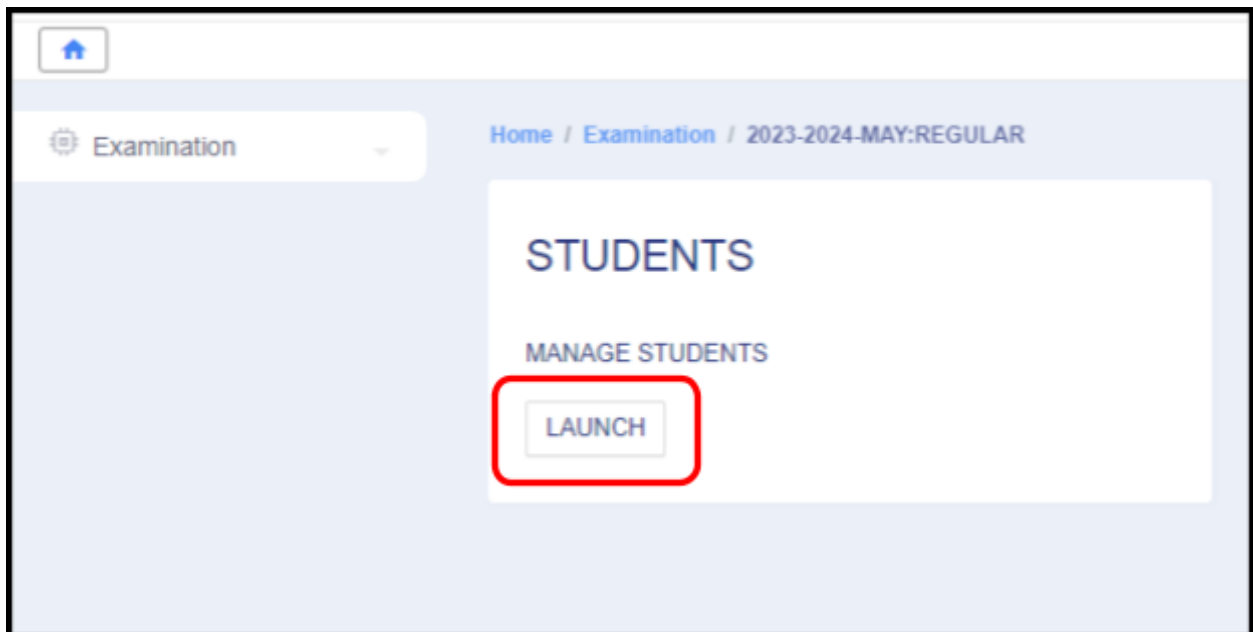 Examination
Home / Examination / 2023-2024-MAY:REGULAR
STUDENTS
MANAGE STUDENTS
LAUNCH